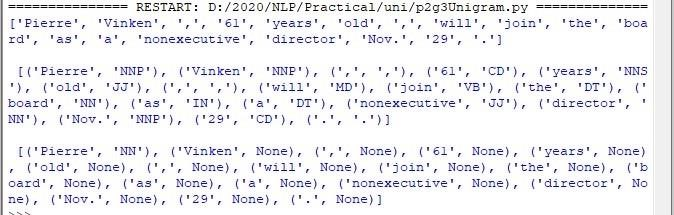 =============== RESTART: D:/2020/NLP/Practical/uni/p2g3Unigram.py ===============
['Pierre', 'Vinken', ',', '61', 'years', 'old', ',', 'will', 'join', 'the', 'boa
rd', 'as', 'a', 'nonexecutive', 'director', 'Nov.', '29', '.']
[('Pierre', 'NNP'), ('Vinken', 'NNP'), (',', ','), ('61', 'CD'), ('years', 'NNS
'), ('old', 'JJ'), (',', ','), ('will', 'MD'), ('join', 'VB'), ('the', 'DT'), ('
board', 'NN'), ('as', 'IN'), ('a', 'DT'), ('nonexecutive', 'JJ'), ('director', '
NN'), ('Nov.', 'NNP'), ('29', 'CD'), ('.', '.')]
[('Pierre', 'NN'), ('Vinken', None), (',', None), ('61', None), ('years', None)
, ('old', None), (',', None), ('will', None), ('join', None), ('the', None), ('b
oard', None), ('as', None), ('a', None), ('nonexecutive', None), ('director', No
ne), ('Nov.', None), ('29', None), ('.', None)]
>>>